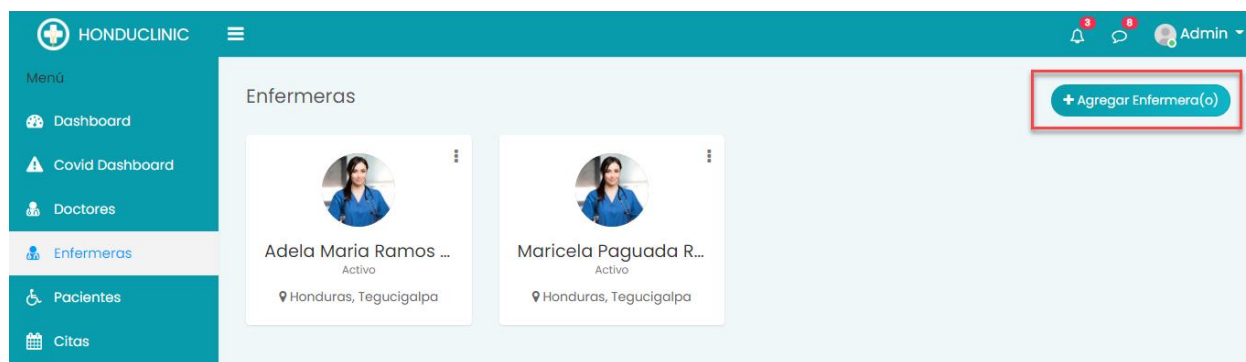 HONDUCLINIC
3
8
Admin
Menú
Dashboard
Covid Dashboard
Doctores
Enfermeras
Pacientes
Citas
Enfermeras
+ Agregar Enfermera(o)
Adela Maria Ramos ...
Activo
Honduras, Tegucigalpa
Maricela Paguada R...
Activo
Honduras, Tegucigalpa